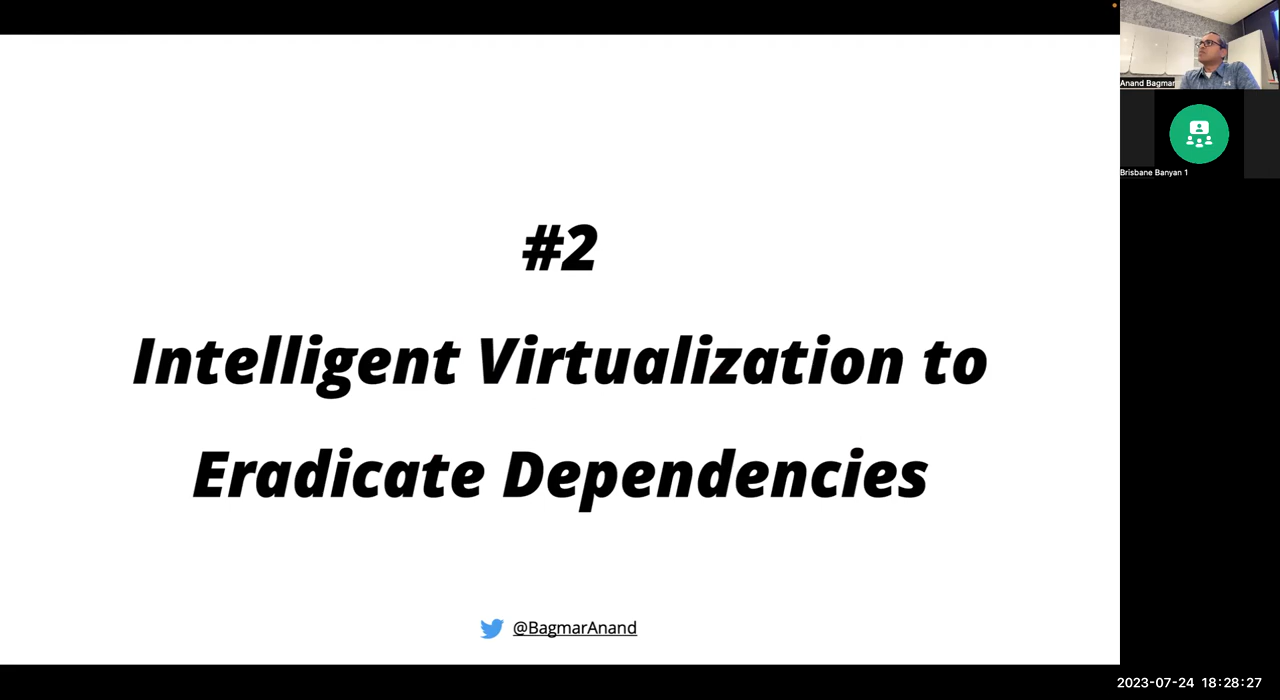 #2
Intelligent Virtualization to
Eradicate Dependencies
@BagmarAnand
Anand Bagmar
Brisbane Banyan 1
2023-07-24 18:28:27